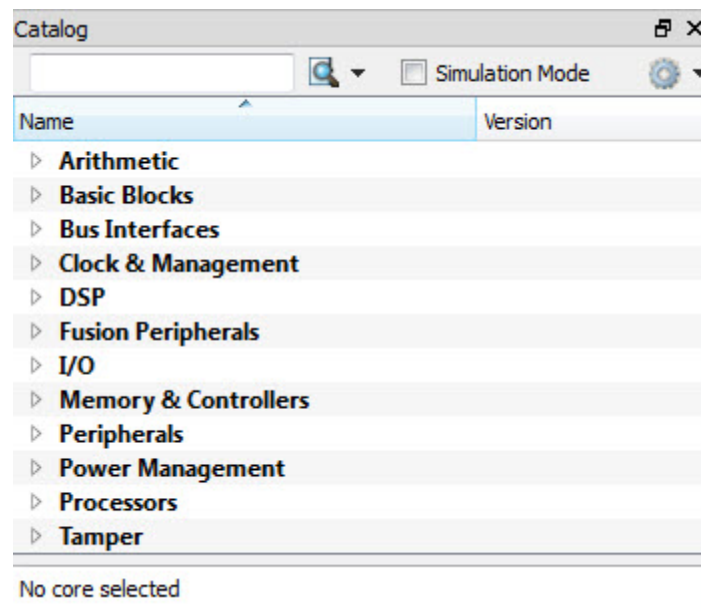 Catalog
Simulation Mode
Name Version
Arithmetic
Basic Blocks
Bus Interfaces
Clock & Management
DSP
Fusion Peripherals
I/O
Memory & Controllers
Peripherals
Power Management
Processors
Tamper
No core selected